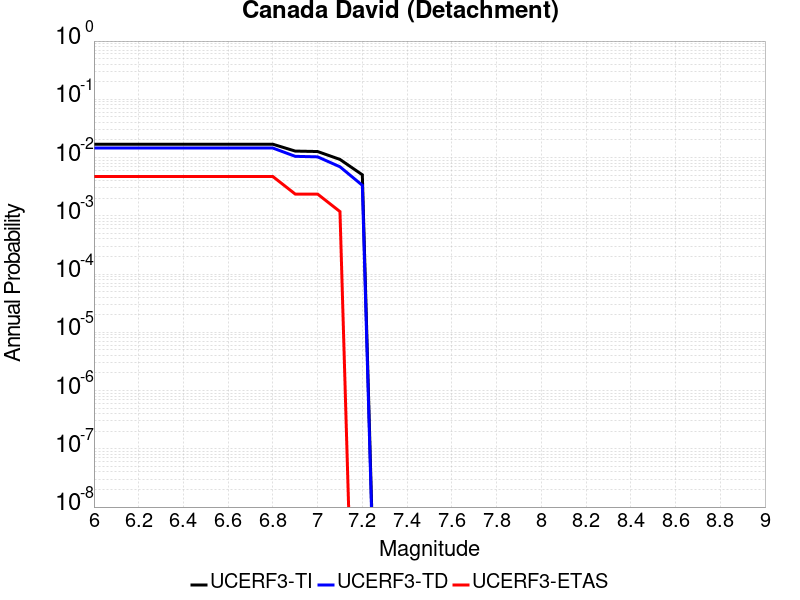 Canada David (Detachment)
10^0
10^-1
10^-2
10^-3
10^-4
10^-5
10^-6
10^-7
10^-8
Annual Probability
6 6.2 6.4 6.6 6.8 7 7.2 7.4 7.6 7.8 8 8.2 8.4 8.6 8.8 9
Magnitude
UCERF3-TI UCERF3-TD UCERF3-ETAS